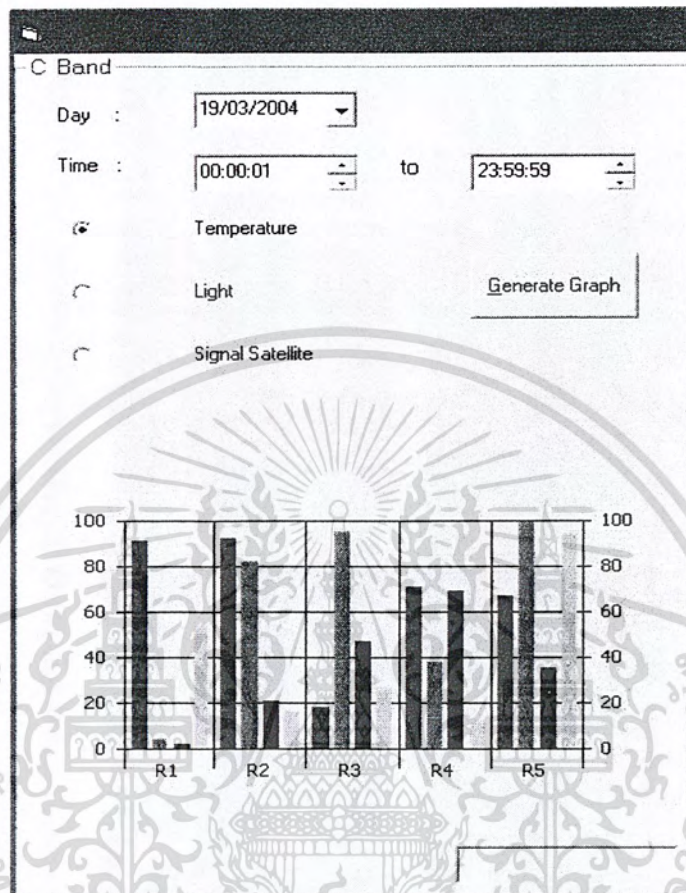 C Band
Day : 19/03/2004
Time : 00:00:01 to 23:59:59
Temperature
Light Generate Graph
Signal Satellite
100 100
80 80
60 60
40 40
20 20
0 0
R1 R2 R3 R4 R5